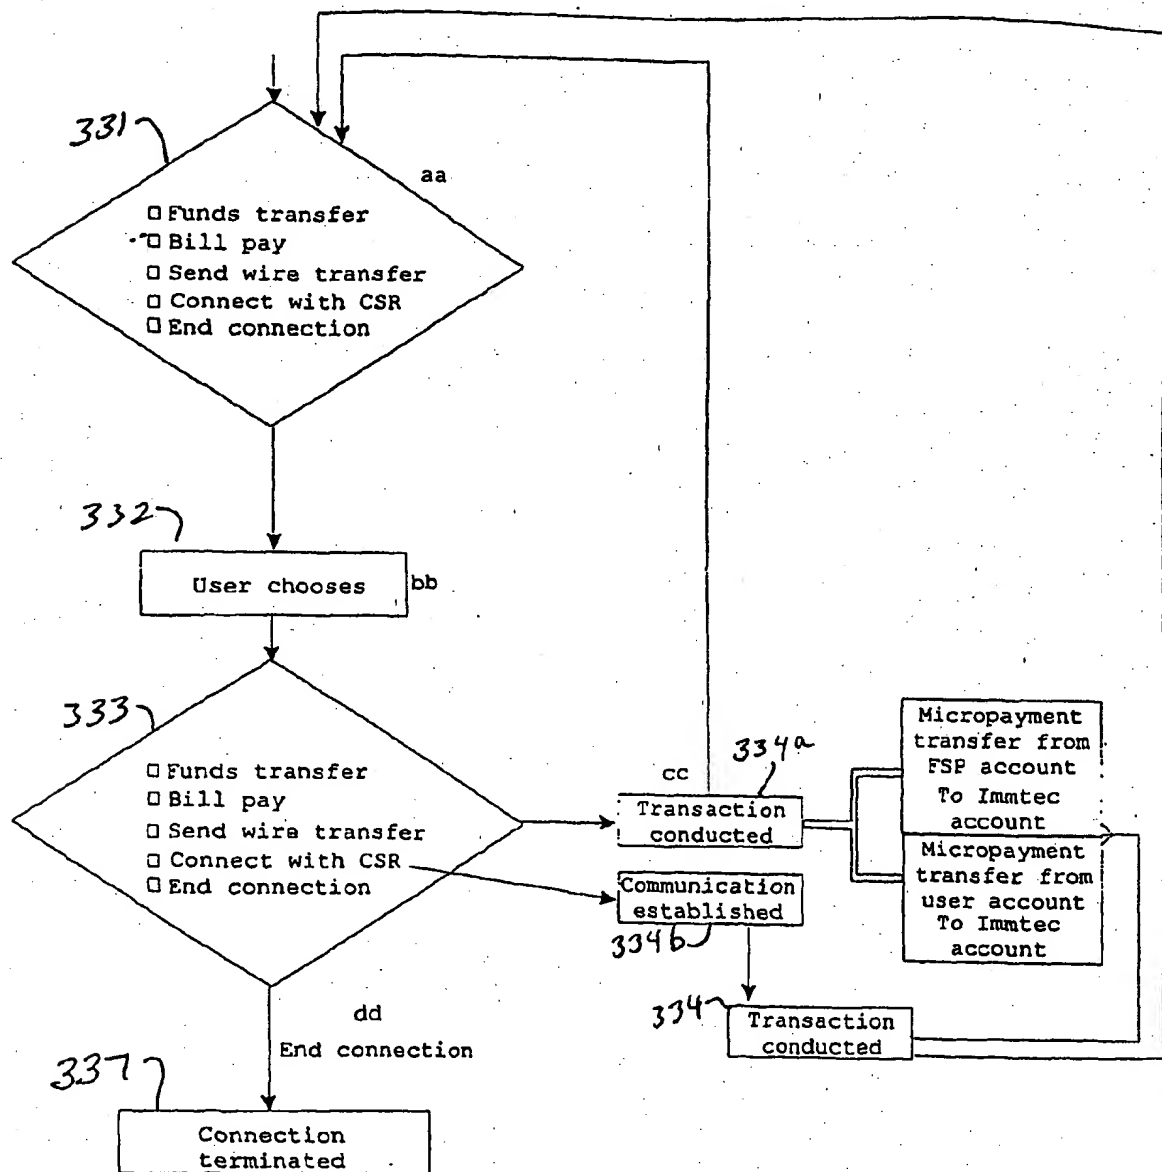 331
aa
□ Funds transfer
□ Bill pay
□ Send wire transfer
□ Connect with CSR
□ End connection
332
User chooses
bb
333
□ Funds transfer
□ Bill pay
□ Send wire transfer
□ Connect with CSR
□ End connection
cc
334a
Transaction
conducted
Micropayment
transfer from
FSP account
To Immtec
account
Micropayment
transfer from
user account
To Immtec
account
Communication
established
334b
334
Transaction
conducted
dd
End connection
337
Connection
terminated